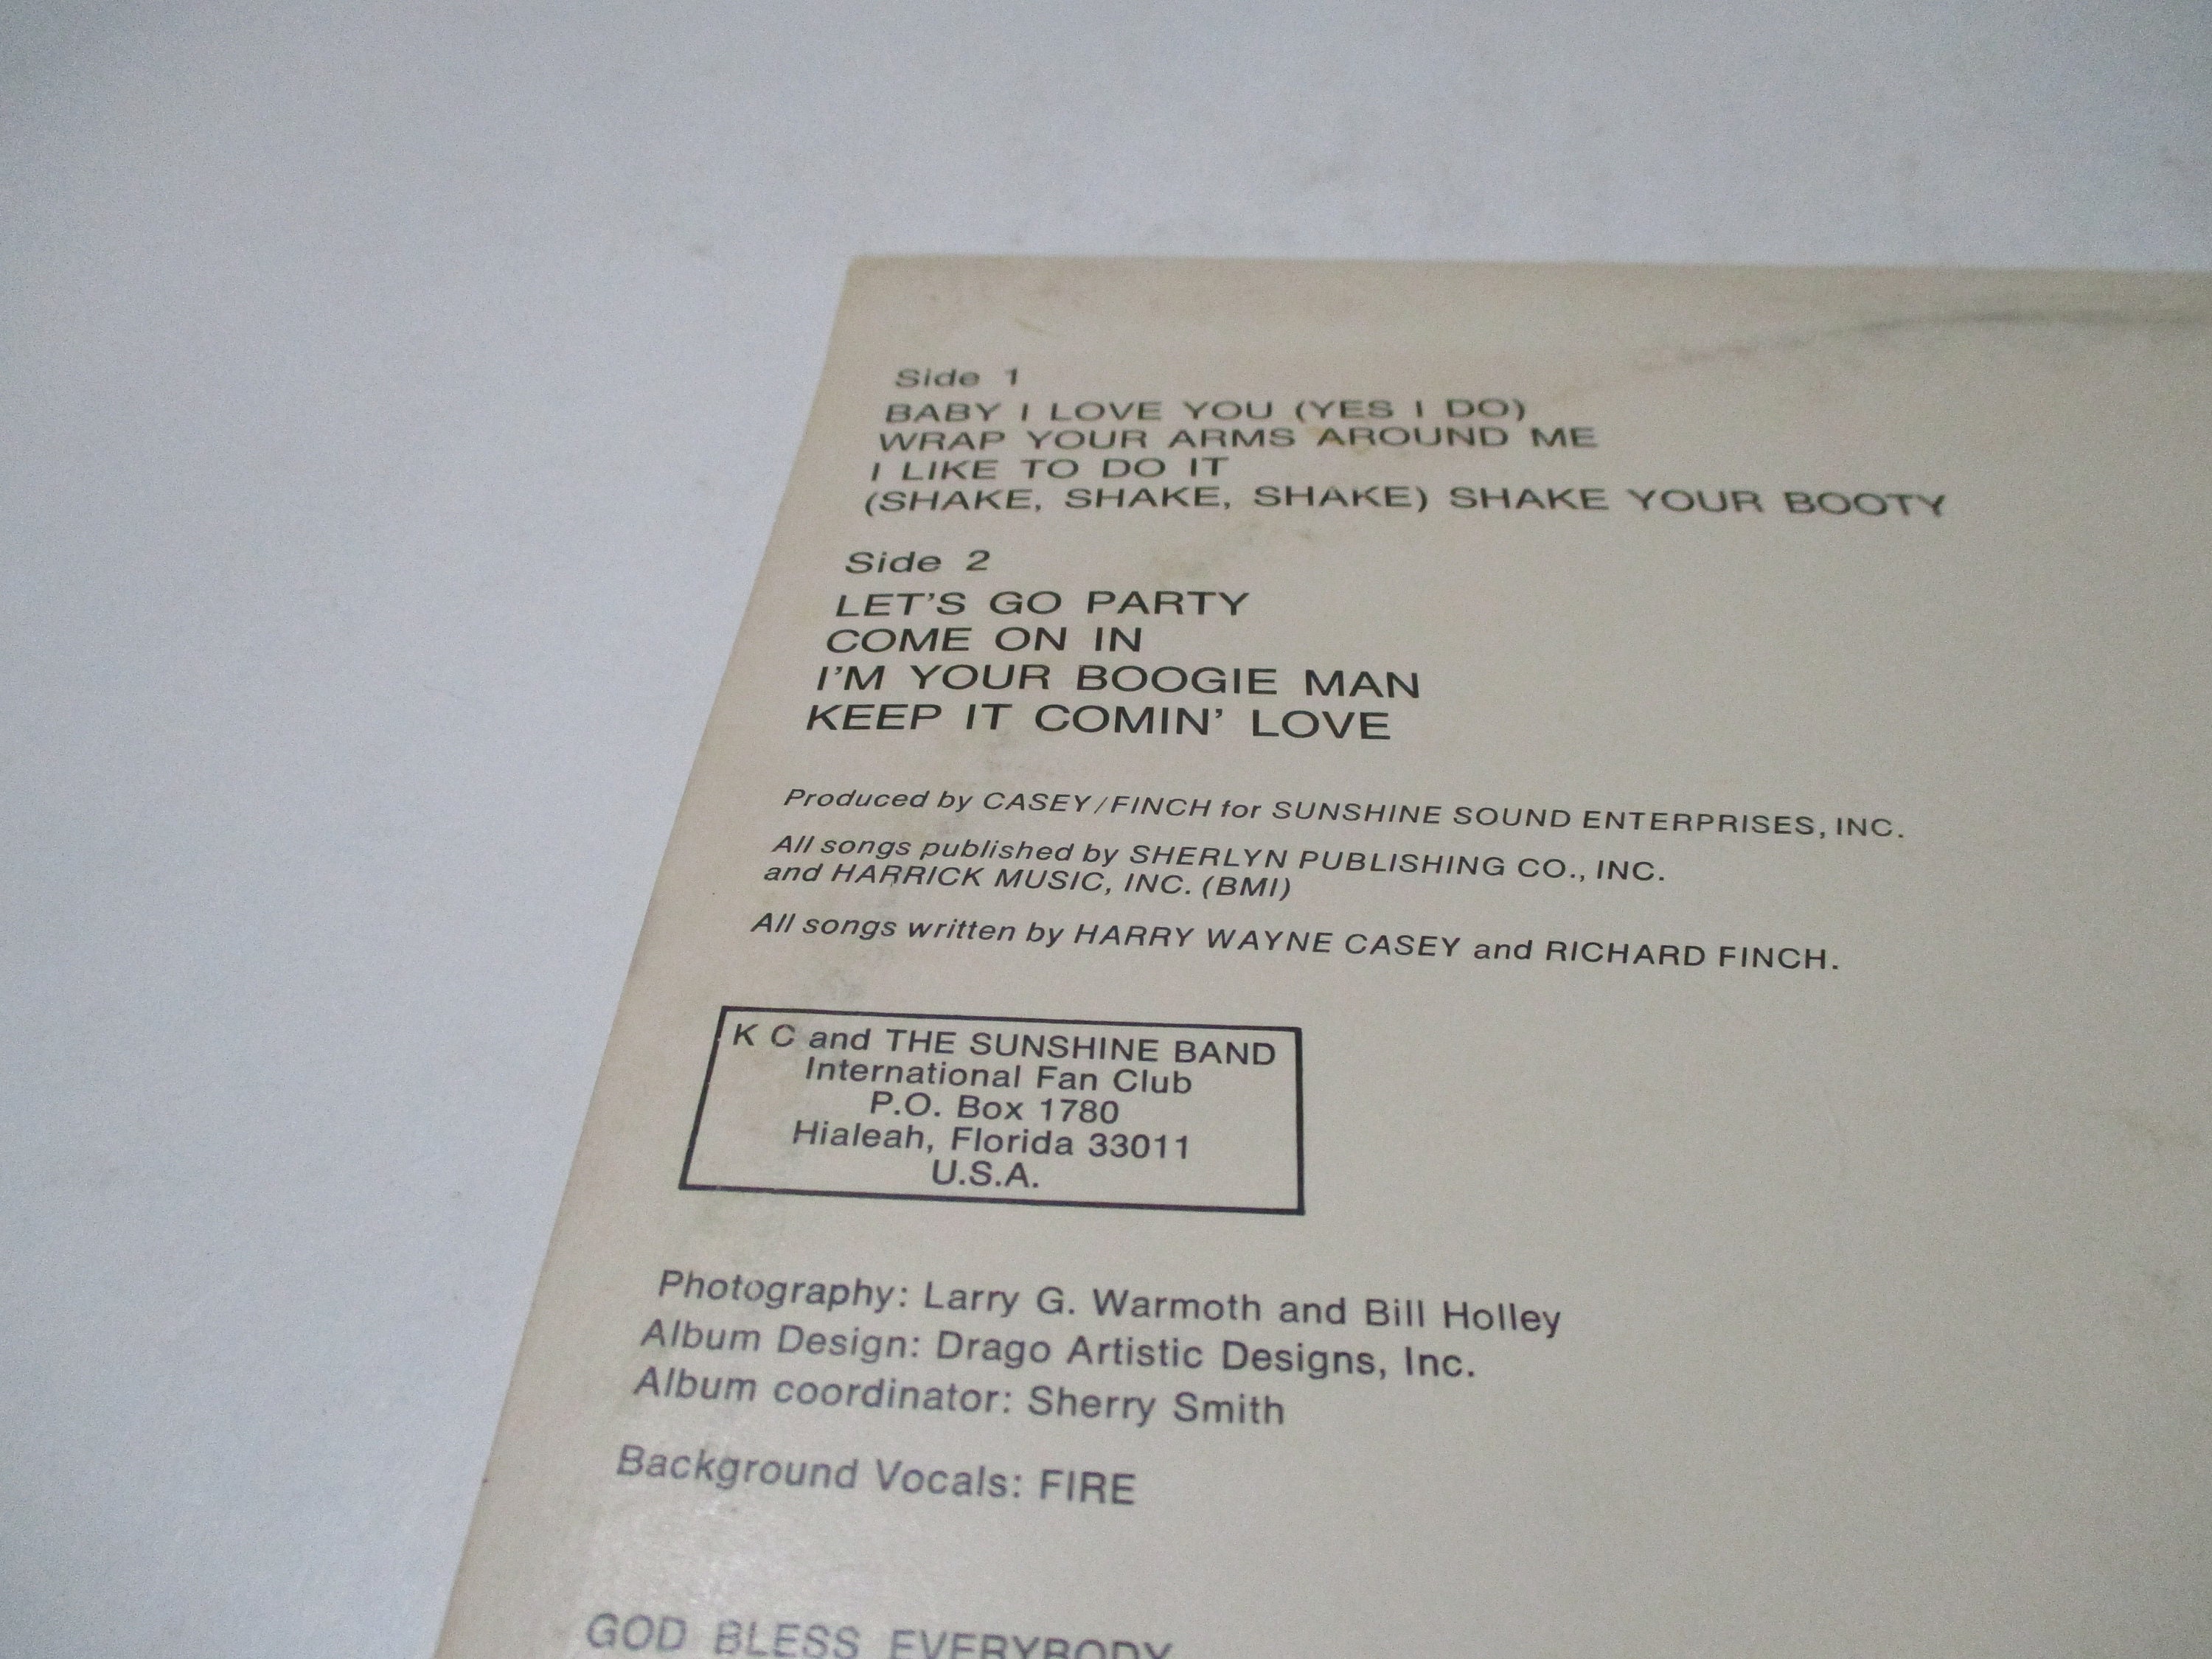 Side 1
BABY I LOVE YOU (YES I DO)
WRAP YOUR ARMS AROUND ME
I LIKE TO DO IT
(SHAKE, SHAKE, SHAKE) SHAKE YOUR BOOTY
Side 2
LET'S GO PARTY
COME ON IN
I'M YOUR BOOGIE MAN
KEEP IT COMIN' LOVE
Produced by CASEY/FINCH for SUNSHINE SOUND ENTERPRISES, INC.
All songs published by SHERLYN PUBLISHING CO., INC.
and HARRICK MUSIC, INC. (BMI)
All songs written by HARRY WAYNE CASEY and RICHARD FINCH.
K C and THE SUNSHINE BAND
International Fan Club
P.O. Box 1780
Hialeah, Florida 33011
U.S.A.
Photography: Larry G. Warmoth and Bill Holley
Album Design: Drago Artistic Designs, Inc.
Album coordinator: Sherry Smith
Background Vocals: FIRE
GOD BLESS EVERYBODY